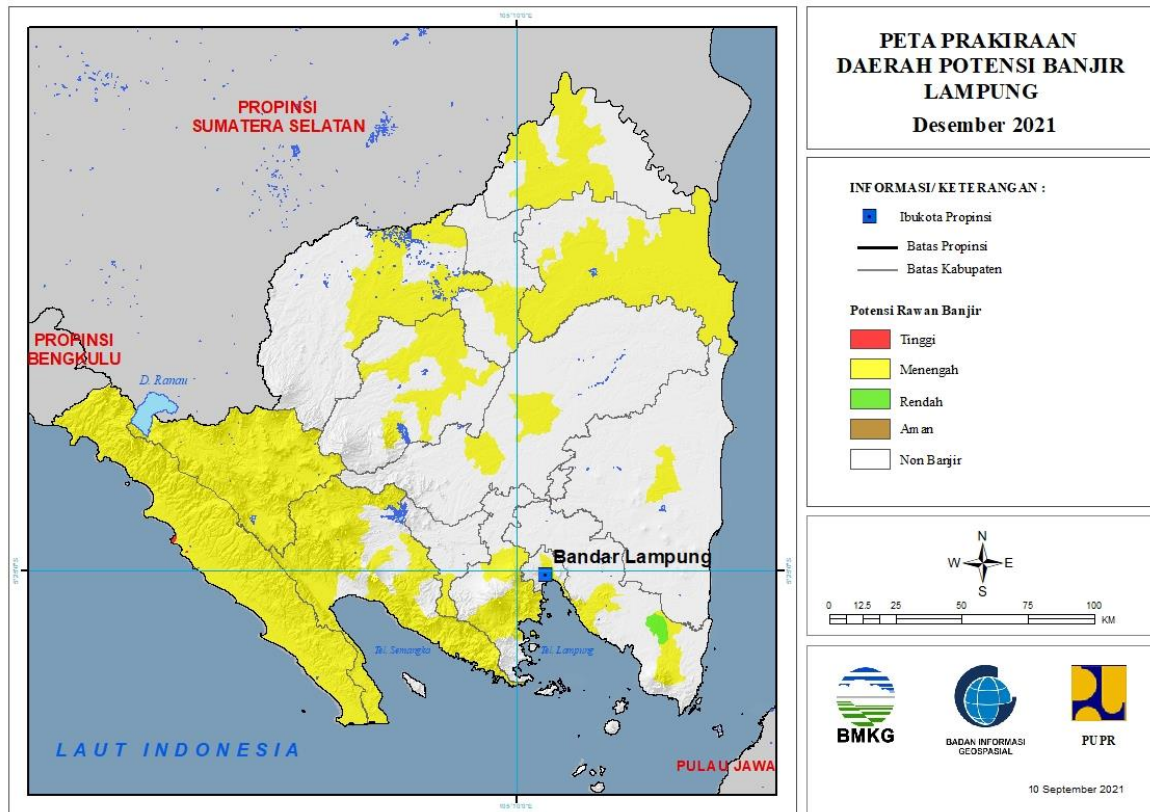 PROPINSI
SUMATERA SELATAN
PROPINSI
BENGKULU
D. Ranau
Bandar Lampung
Tel. Semangko
Tel. Lampung
LAUT INDONESIA
PULAU JAWA
PETA PRAKIRAAN
DAERAH POTENSI BANJIR
LAMPUNG
Desember 2021
INFORMASI/ KETERANGAN :
Ibukota Propinsi
Batas Propinsi
Batas Kabupaten
Potensi Rawan Banjir
Tinggi
Menengah
Rendah
Aman
Non Banjir
N
W E
S
0 12.5 25 50 75 100
KM
BMKG
BADAN INFORMASI
GEOSPASIAL
PUPR
10 September 2021